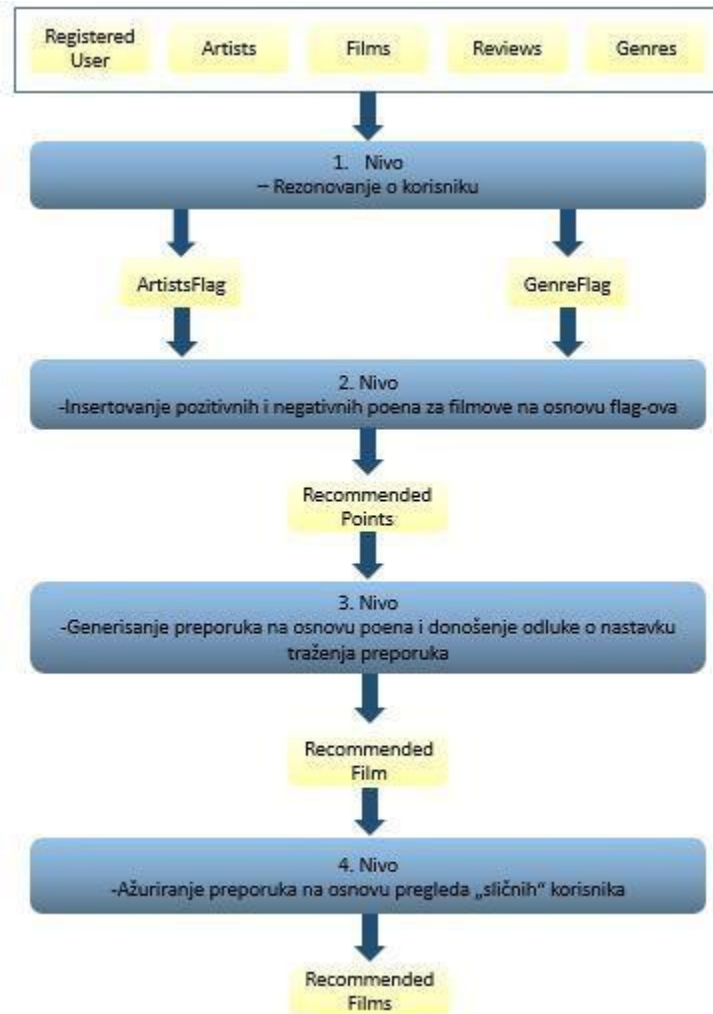 Registered
User
Artists
Films
Reviews
Genres
1. Nivo
– Rezonovanje o korisniku
ArtistsFlag
GenreFlag
2. Nivo
-Insertovanje pozitivnih i negativnih poena za filmove na osnovu flag-ova
Recommended
Points
3. Nivo
-Generisanje preporuka na osnovu poena i donošenje odluke o nastavku
traženja preporuka
Recommended
Film
4. Nivo
-Ažuriranje preporuka na osnovu pregleda „sličnih“ korisnika
Recommended
Films